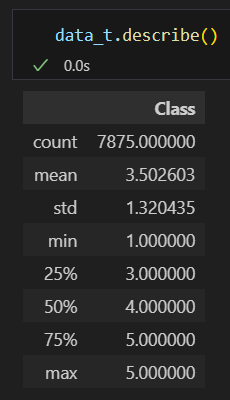 data_t.describe()
✓ 0.0s
Class
count 7875.000000
mean 3.502603
std 1.320435
min 1.000000
25% 3.000000
50% 4.000000
75% 5.000000
max 5.000000